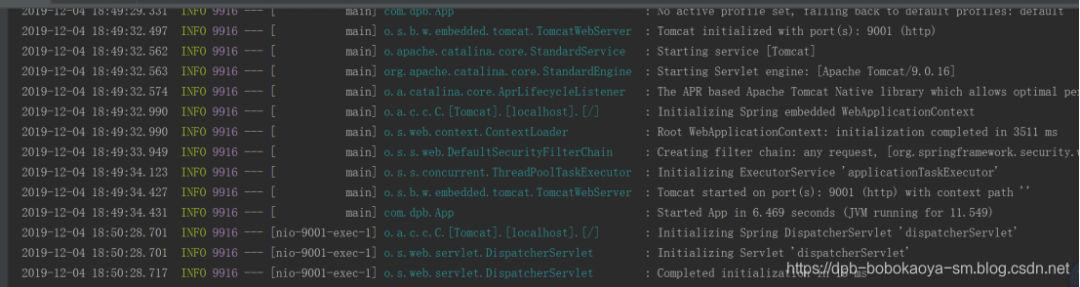 2019-12-04 18:49:29.331 INFO 9916 --- [ main] com.dpb.App : No active profile set, falling back to default profiles: default
2019-12-04 18:49:32.497 INFO 9916 --- [ main] o.s.b.w.embedded.tomcat.TomcatWebServer : Tomcat initialized with port(s): 9001 (http)
2019-12-04 18:49:32.562 INFO 9916 --- [ main] o.apache.catalina.core.StandardService : Starting service [Tomcat]
2019-12-04 18:49:32.563 INFO 9916 --- [ main] org.apache.catalina.core.StandardEngine : Starting Servlet engine: [Apache Tomcat/9.0.16]
2019-12-04 18:49:32.574 INFO 9916 --- [ main] o.a.catalina.core.AprLifecycleListener : The APR based Apache Tomcat Native library which allows optimal pe
2019-12-04 18:49:32.990 INFO 9916 --- [ main] o.a.c.c.C.[Tomcat].[localhost].[/] : Initializing Spring embedded WebApplicationContext
2019-12-04 18:49:32.990 INFO 9916 --- [ main] o.s.web.context.ContextLoader : Root WebApplicationContext: initialization completed in 3511 ms
2019-12-04 18:49:33.949 INFO 9916 --- [ main] o.s.s.web.DefaultSecurityFilterChain : Creating filter chain: any request, [org.springframework.security.w
2019-12-04 18:49:34.123 INFO 9916 --- [ main] o.s.s.concurrent.ThreadPoolTaskExecutor : Initializing ExecutorService 'applicationTaskExecutor'
2019-12-04 18:49:34.427 INFO 9916 --- [ main] o.s.b.w.embedded.tomcat.TomcatWebServer : Tomcat started on port(s): 9001 (http) with context path ''
2019-12-04 18:49:34.431 INFO 9916 --- [ main] com.dpb.App : Started App in 6.469 seconds (JVM running for 11.549)
2019-12-04 18:50:28.701 INFO 9916 --- [nio-9001-exec-1] o.a.c.c.C.[Tomcat].[localhost].[/] : Initializing Spring DispatcherServlet 'dispatcherServlet'
2019-12-04 18:50:28.701 INFO 9916 --- [nio-9001-exec-1] o.s.web.servlet.DispatcherServlet : Initializing Servlet 'dispatcherServlet'
2019-12-04 18:50:28.717 INFO 9916 --- [nio-9001-exec-1] o.s.web.servlet.DispatcherServlet : Completed initialization in ms
https://dpb-bobokaoya-sm.blog.csdn.net